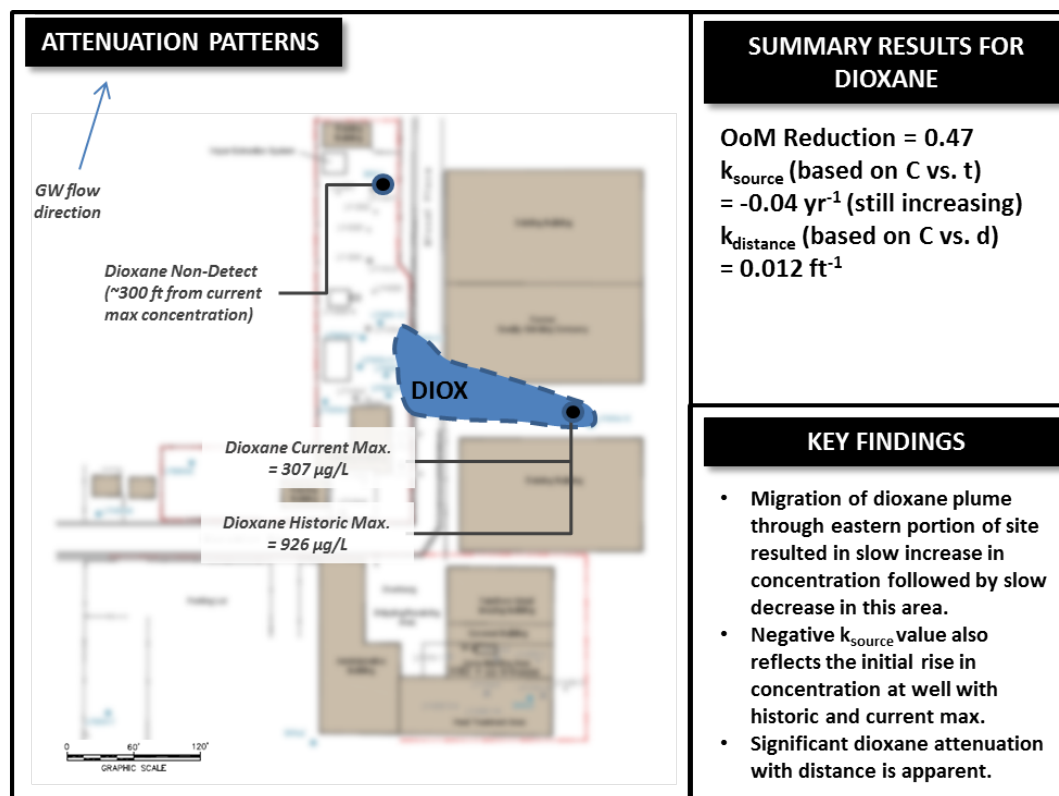 ATTENUATION PATTERNS
GW flow
direction
Dioxane Non-Detect
(~300 ft from current
max concentration)
DIOX
Dioxane Current Max.
= 307 µg/L
Dioxane Historic Max.
= 926 µg/L
0 60' 120'
GRAPHIC SCALE
SUMMARY RESULTS FOR
DIOXANE
OoM Reduction = 0.47
ksource (based on C vs. t)
= -0.04 yr-1 (still increasing)
kdistance (based on C vs. d)
= 0.012 ft-1
KEY FINDINGS
• Migration of dioxane plume
through eastern portion of site
resulted in slow increase in
concentration followed by slow
decrease in this area.
• Negative ksource value also
reflects the initial rise in
concentration at well with
historic and current max.
• Significant dioxane attenuation
with distance is apparent.